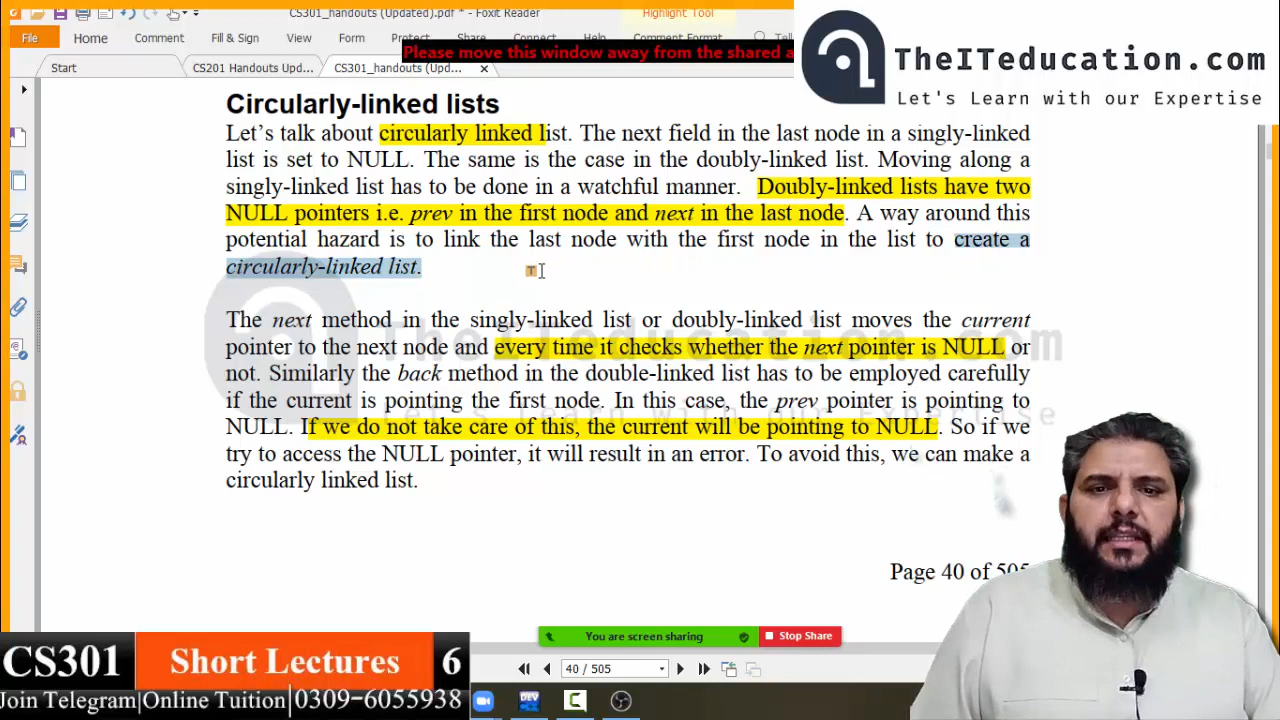 CS301_handouts (Updated).pdf * - Foxit Reader
Highlight Tool
File Home Comment Fill & Sign View Form Protect Share Connect Help Comment Format Tell
Please move this window away from the shared a
Start CS201 Handouts Upd... CS301_handouts (Upd...
TheITeducation.com
Let's Learn with our Expertise
Circularly-linked lists
Let's talk about circularly linked list. The next field in the last node in a singly-linked
list is set to NULL. The same is the case in the doubly-linked list. Moving along a
singly-linked list has to be done in a watchful manner. Doubly-linked lists have two
NULL pointers i.e. prev in the first node and next in the last node. A way around this
potential hazard is to link the last node with the first node in the list to create a
circularly-linked list.
The next method in the singly-linked list or doubly-linked list moves the current
pointer to the next node and every time it checks whether the next pointer is NULL or
not. Similarly the back method in the double-linked list has to be employed carefully
if the current is pointing the first node. In this case, the prev pointer is pointing to
NULL. If we do not take care of this, the current will be pointing to NULL. So if we
try to access the NULL pointer, it will result in an error. To avoid this, we can make a
circularly linked list.
TheITeducation.com
Let's Learn with our Expertise
Page 40 of 505
You are screen sharing Stop Share
CS301 Short Lectures 6
40 / 505
Join Telegram|Online Tuition|0309-6055938
DEV